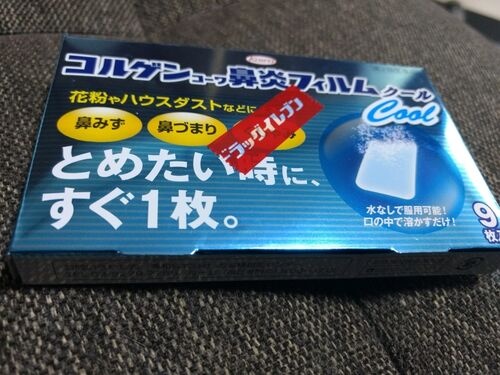 コルゲンコーワ鼻炎フィルムクール
Cool
花粉やハウスダストなどに
鼻みず
鼻づまり
み
ドラッグイレブン
とめたい時に、
すぐ1枚。
水なしで服用可能!
口の中で溶かすだけ!
9
枚入